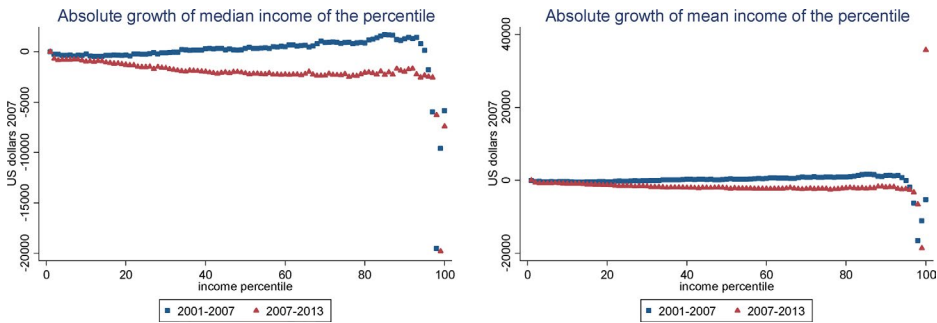 Absolute growth of median income of the percentile
US dollars 2007
0
-5000
-10000
-15000
-20000
0 20 40 60 80 100
income percentile
2001-2007 2007-2013
Absolute growth of mean income of the percentile
US dollars 2007
40000
20000
0
-20000
0 20 40 60 80 100
income percentile
2001-2007 2007-2013